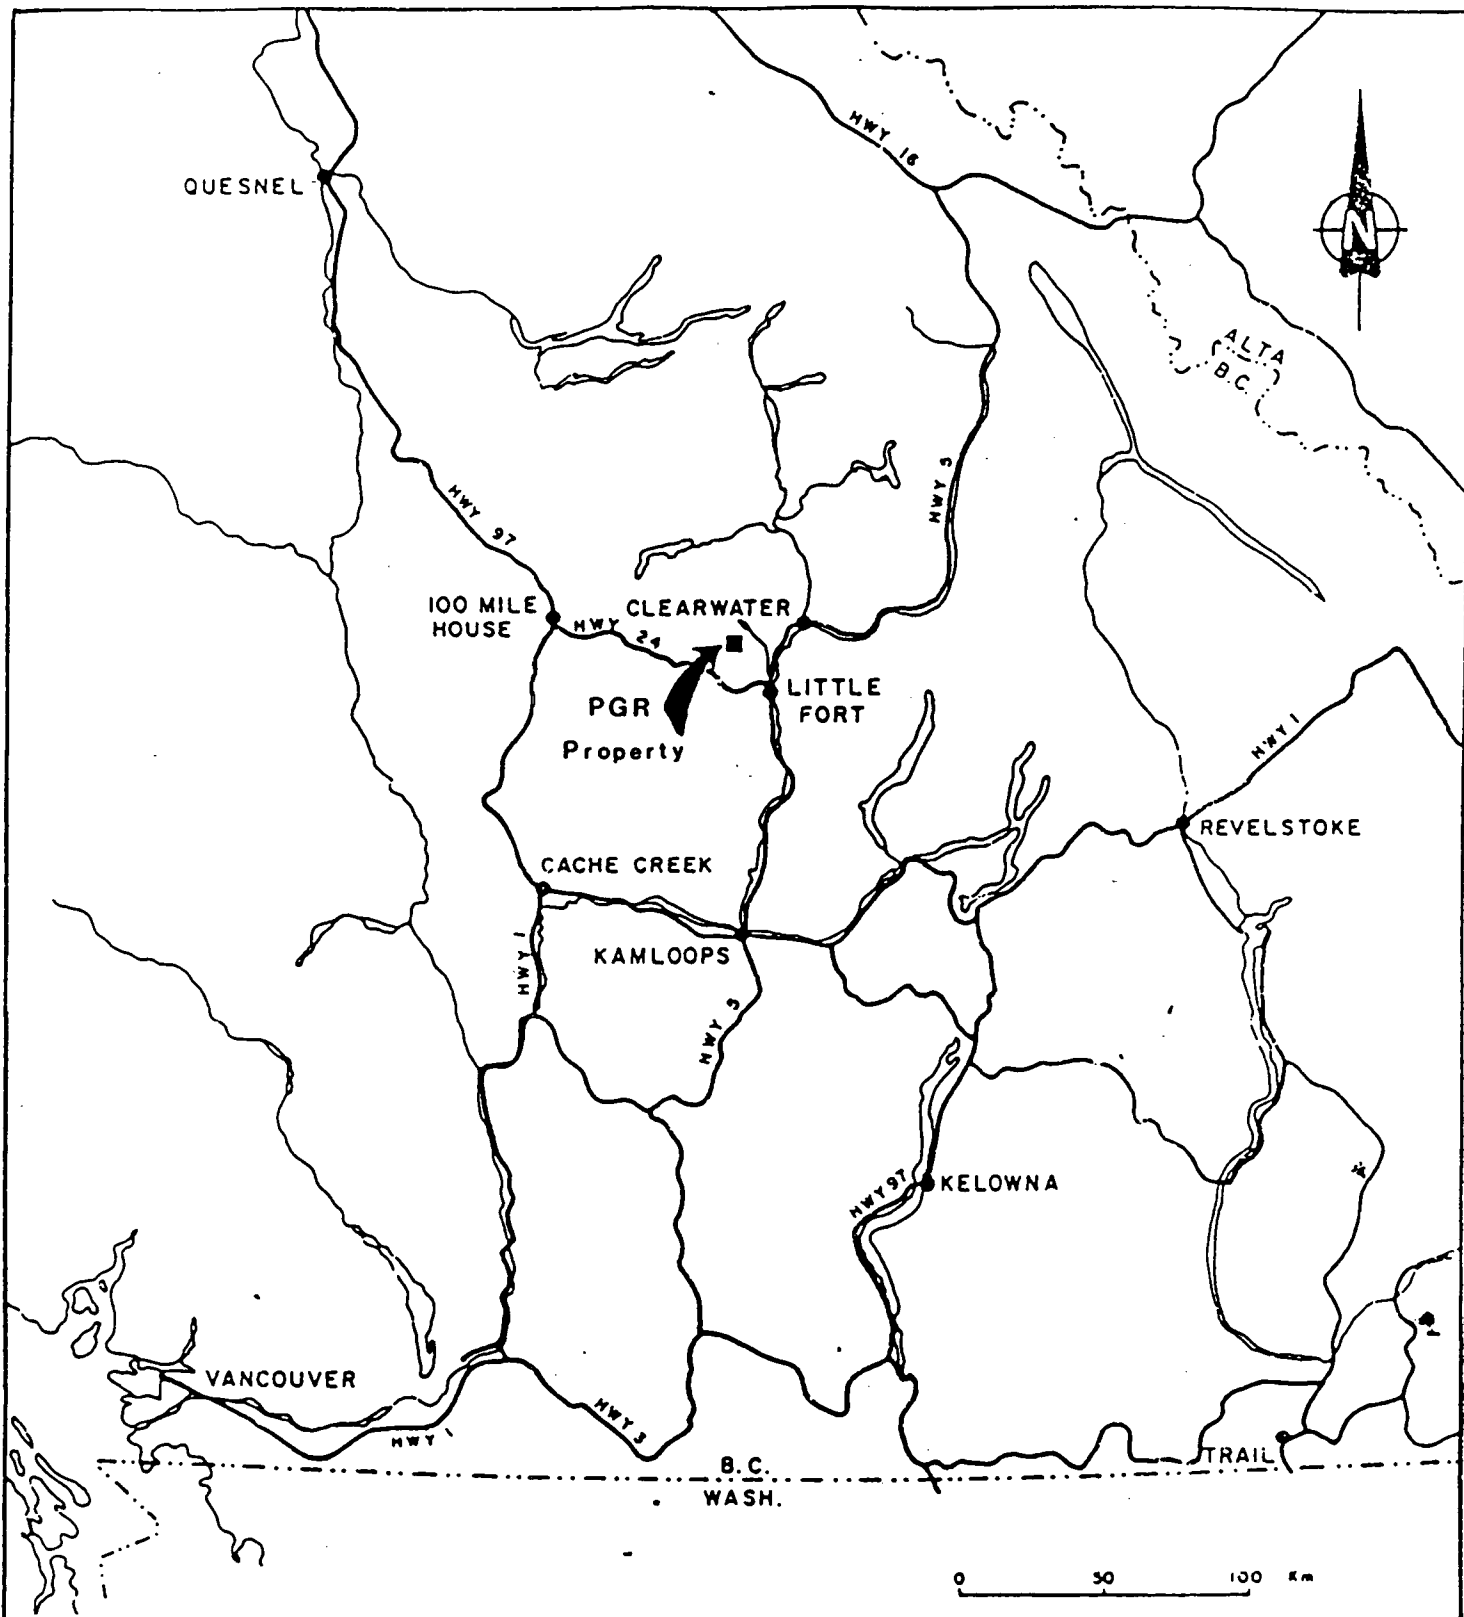 HWY 16
QUESNEL
N
ALTA
B.C.
HWY 5
HWY 97
100 MILE
HOUSE
CLEARWATER
HWY 24
LITTLE
FORT
PGR
Property
HWY 1
REVELSTOKE
CACHE CREEK
KAMLOOPS
HWY 1
HWY 5
HWY 97
KELOWNA
VANCOUVER
HWY 1
HWY 3
TRAIL
B.C.
WASH.
0 50 100 Km